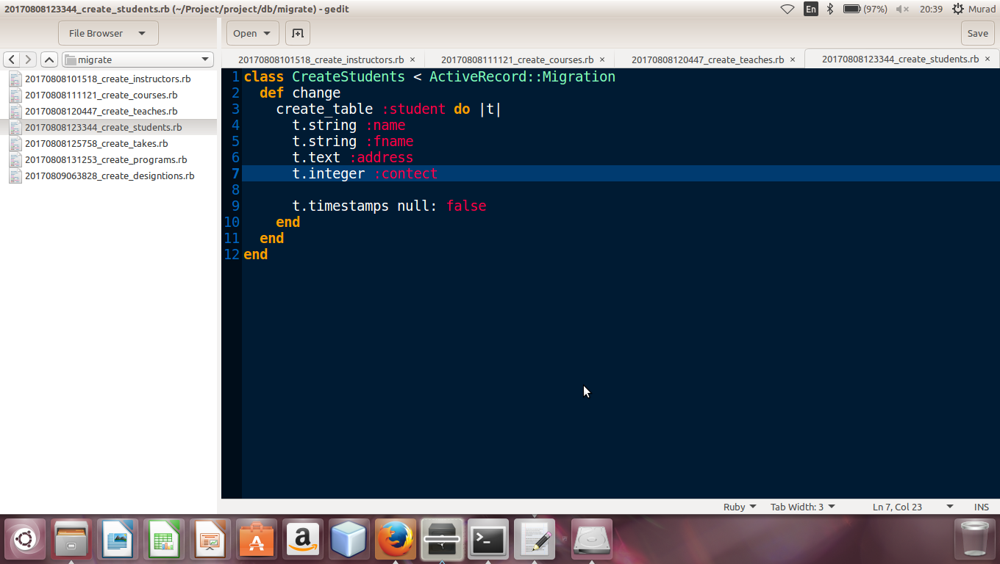 20170808123344_create_students.rb (~/Project/project/db/migrate) - gedit
En
(97%)
20:39
Murad
File Browser
Open
Save
migrate
20170808101518_create_instructors.rb ×
20170808111121_create_courses.rb ×
20170808120447_create_teaches.rb ×
20170808123344_create_students.rb ×
20170808101518_create_instructors.rb
20170808111121_create_courses.rb
20170808120447_create_teaches.rb
20170808123344_create_students.rb
20170808125758_create_takes.rb
20170808131253_create_programs.rb
20170809063828_create_designtions.rb
1 class CreateStudents < ActiveRecord::Migration
2   def change
3     create_table :student do |t|
4       t.string :name
5       t.string :fname
6       t.text :address
7       t.integer :contect
8
9       t.timestamps null: false
10     end
11   end
12 end
Ruby
Tab Width: 3
Ln 7, Col 23
INS